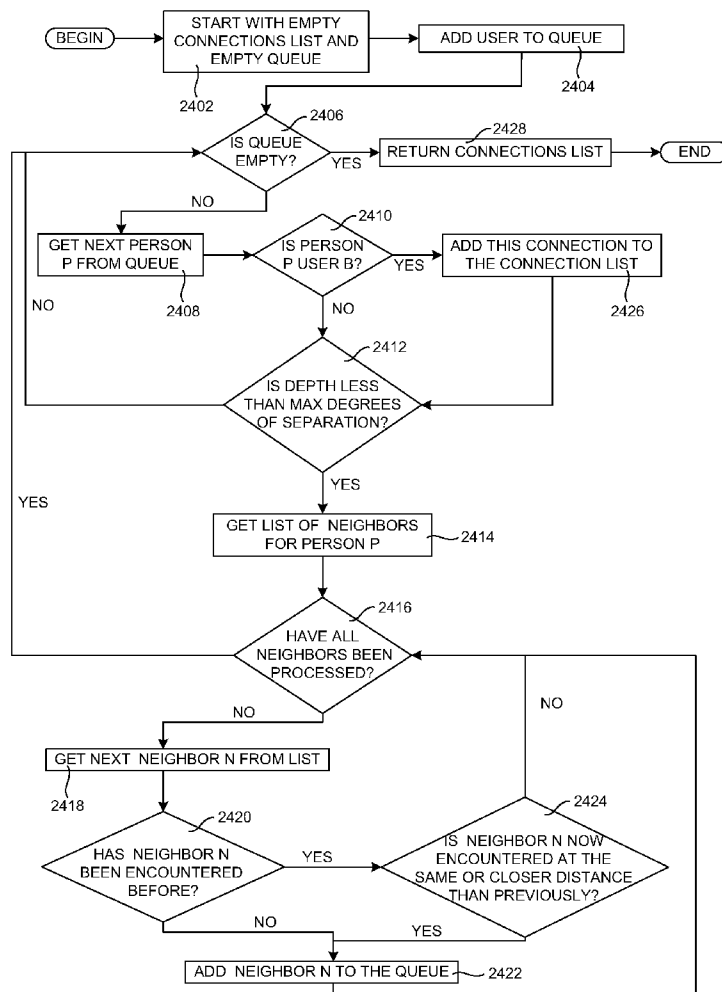 BEGIN
START WITH EMPTY
CONNECTIONS LIST AND
EMPTY QUEUE
2402
ADD USER TO QUEUE
2404
2406
IS QUEUE
EMPTY?
YES
2428
RETURN CONNECTIONS LIST
END
NO
GET NEXT PERSON
P FROM QUEUE
2408
2410
IS PERSON
P USER B?
YES
ADD THIS CONNECTION TO
THE CONNECTION LIST
2426
NO
NO
2412
IS DEPTH LESS
THAN MAX DEGREES
OF SEPARATION?
YES
YES
GET LIST OF NEIGHBORS
FOR PERSON P
2414
2416
HAVE ALL
NEIGHBORS BEEN
PROCESSED?
NO
NO
GET NEXT NEIGHBOR N FROM LIST
2418
2420
HAS NEIGHBOR N
BEEN ENCOUNTERED
BEFORE?
YES
2424
IS NEIGHBOR N NOW
ENCOUNTERED AT THE
SAME OR CLOSER DISTANCE
THAN PREVIOUSLY?
NO
YES
ADD NEIGHBOR N TO THE QUEUE
2422